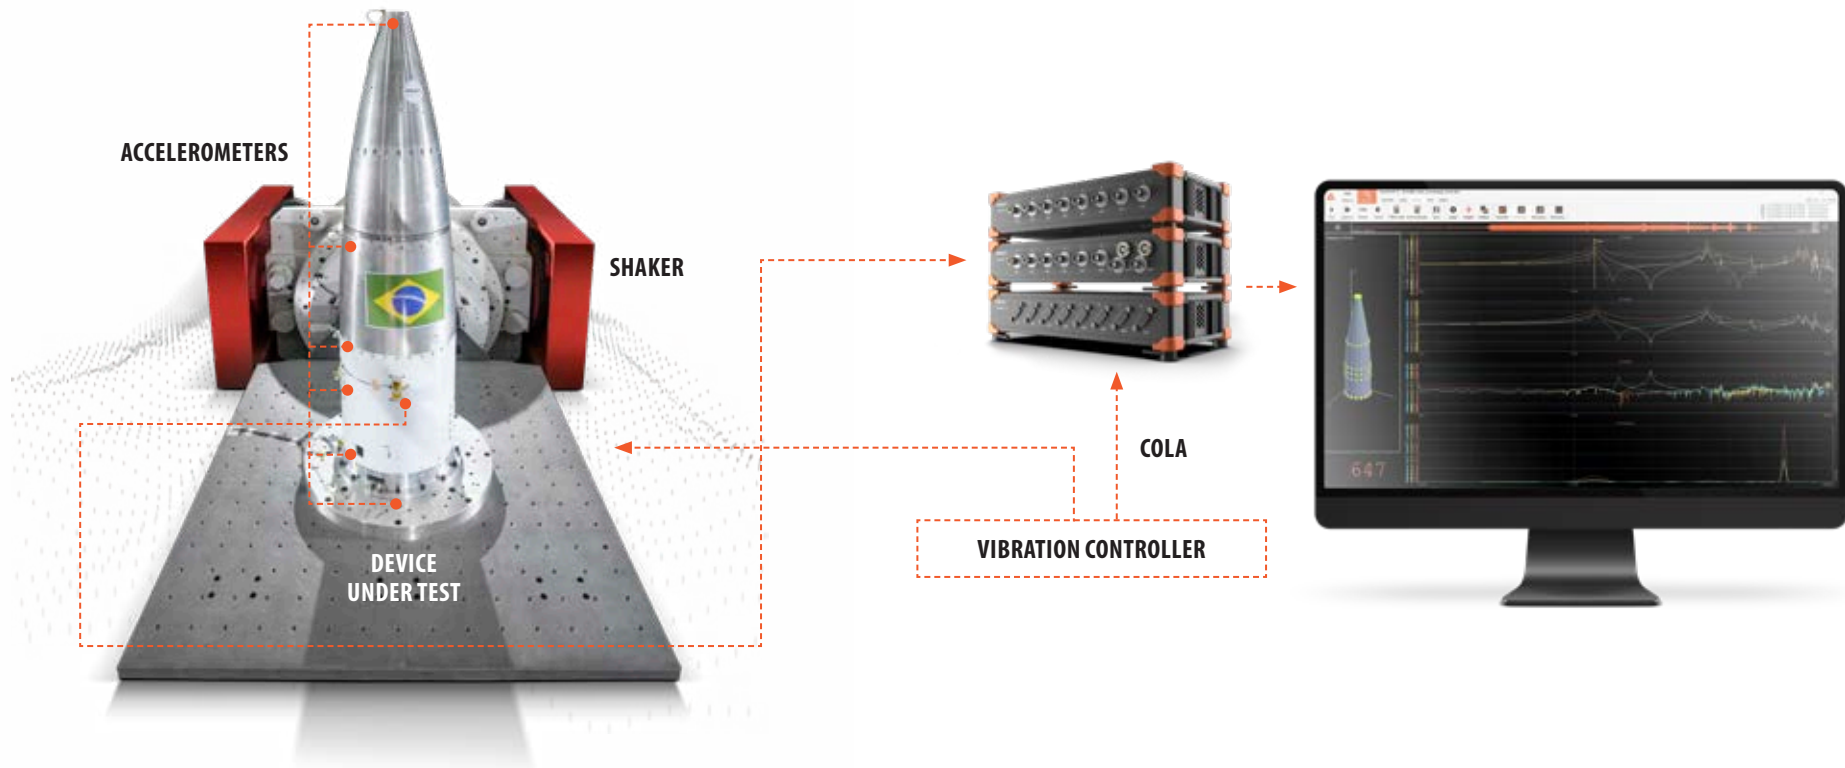 ACCELEROMETERS
SHAKER
DEVICE
UNDER TEST
COLA
VIBRATION CONTROLLER
647